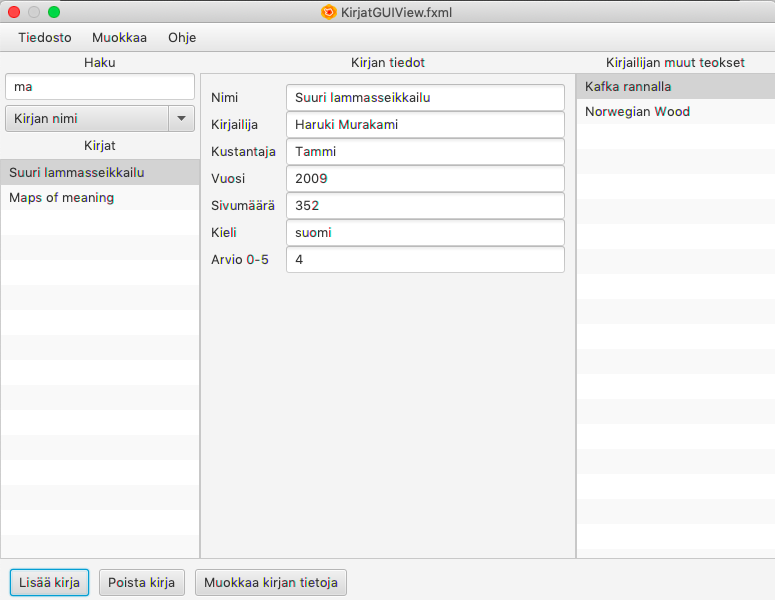 KirjatGUIView.fxml
Tiedosto Muokkaa Ohje
Haku
ma
Kirjan nimi
Kirjat
Suuri lammasseikkailu
Maps of meaning
Kirjan tiedot
Nimi Suuri lammasseikkailu
Kirjailija Haruki Murakami
Kustantaja Tammi
Vuosi 2009
Sivumäärä 352
Kieli suomi
Arvio 0-5 4
Kirjailijan muut teokset
Kafka rannalla
Norwegian Wood
Lisää kirja Poista kirja Muokkaa kirjan tietoja